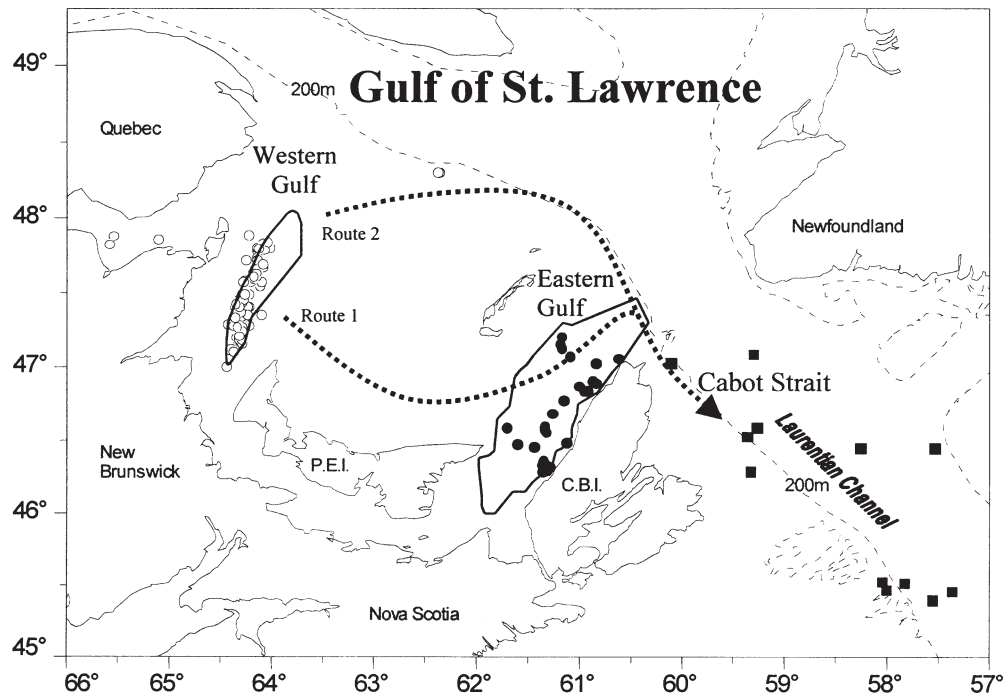 49°
200m
Gulf of St. Lawrence
Quebec
Western
Gulf
48°
Route 2
Newfoundland
Eastern
Gulf
Route 1
47°
Cabot Strait
Laurentian Channel
New
Brunswick
P.E.I.
C.B.I.
200m
46°
Nova Scotia
45°
66° 65° 64° 62° 61° 60° 59° 58° 57°